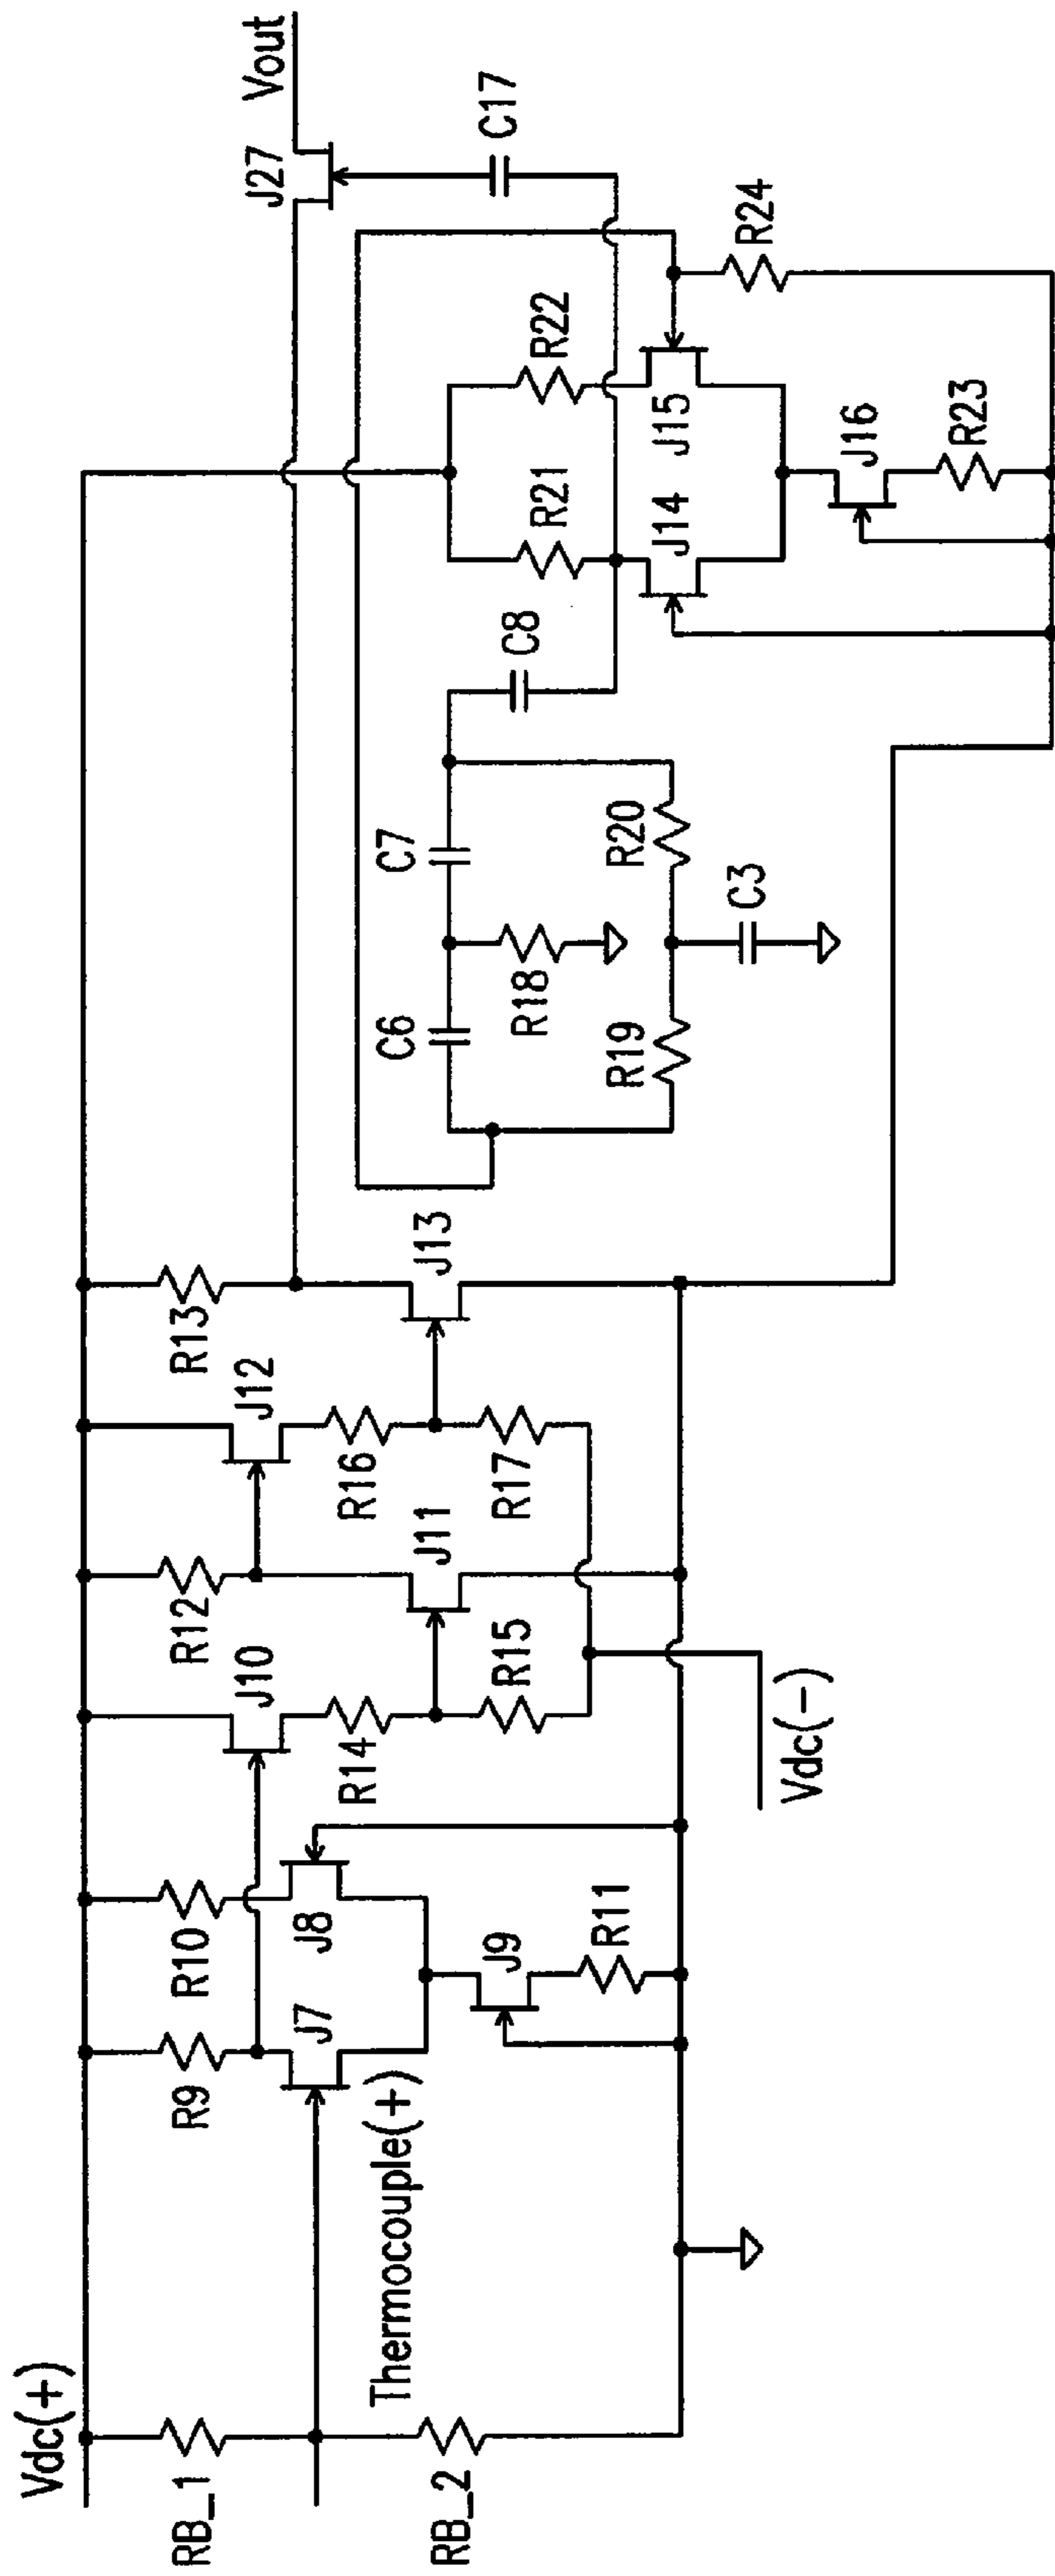 Vdc(+)
RB_1
RB_2
Thermocouple(+)
R9
R10
J7
J8
J9
R11
J10
R12
J12
R13
R14
J11
R16
J13
R15
R17
Vdc(-)
C6
C7
R18
R19
R20
C3
C8
R21
R22
J14
J15
J16
R23
R24
J27
Vout
C17